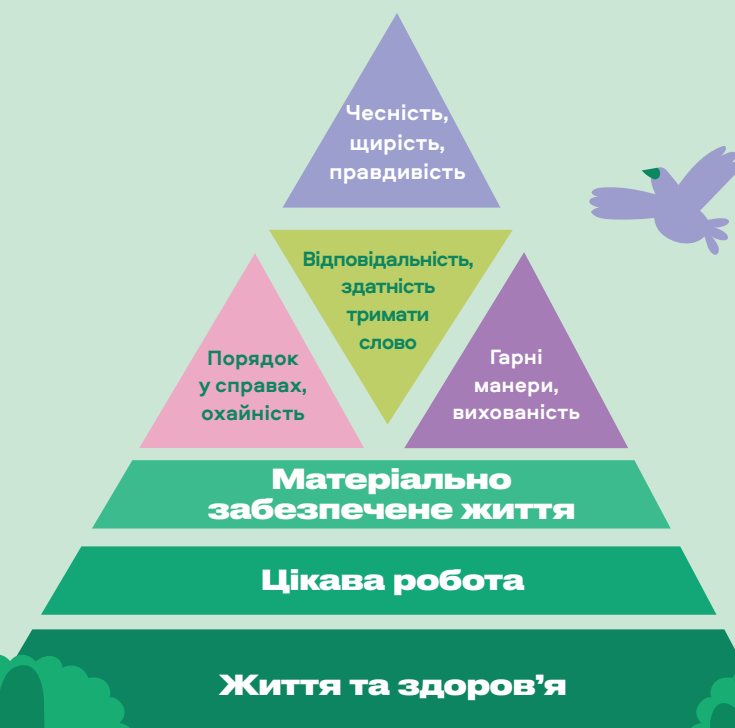 Чесність,
щирість,
правдивість
Відповідальність,
здатність
тримати
слово
Порядок
у справах,
охайність
Гарні
манери,
вихованість
Матеріально
забезпечене життя
Цікава робота
Життя та здоров’я